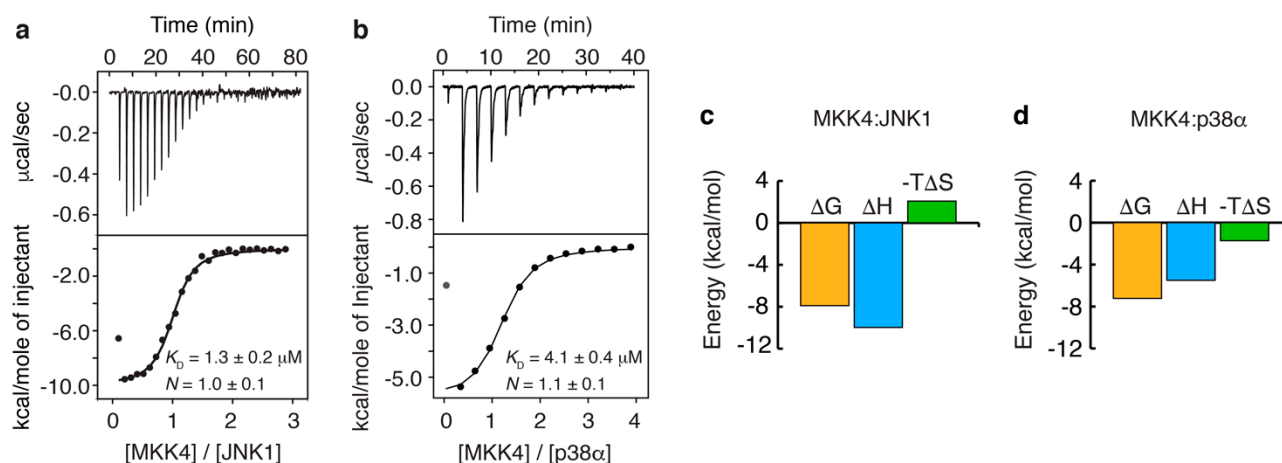 a
Time (min)
0 20 40 60 80
-0.0
-0.2
-0.4
-0.6
μcal/sec
-2.0
-6.0
-10.0
kcal/mole of injectant
K_D = 1.3 ± 0.2 μM
N = 1.0 ± 0.1
0 1 2 3
[MKK4] / [JNK1]
b
Time (min)
0 10 20 30 40
0.0
-0.2
-0.4
-0.6
-0.8
μcal/sec
-1.0
-3.0
-5.0
kcal/mole of Injectant
K_D = 4.1 ± 0.4 μM
N = 1.1 ± 0.1
0 1 2 3 4
[MKK4] / [p38α]
c
MKK4:JNK1
Energy (kcal/mol)
4
0
-4
-8
-12
ΔG ΔH -TΔS
d
MKK4:p38α
Energy (kcal/mol)
4
0
-4
-8
-12
ΔG ΔH -TΔS